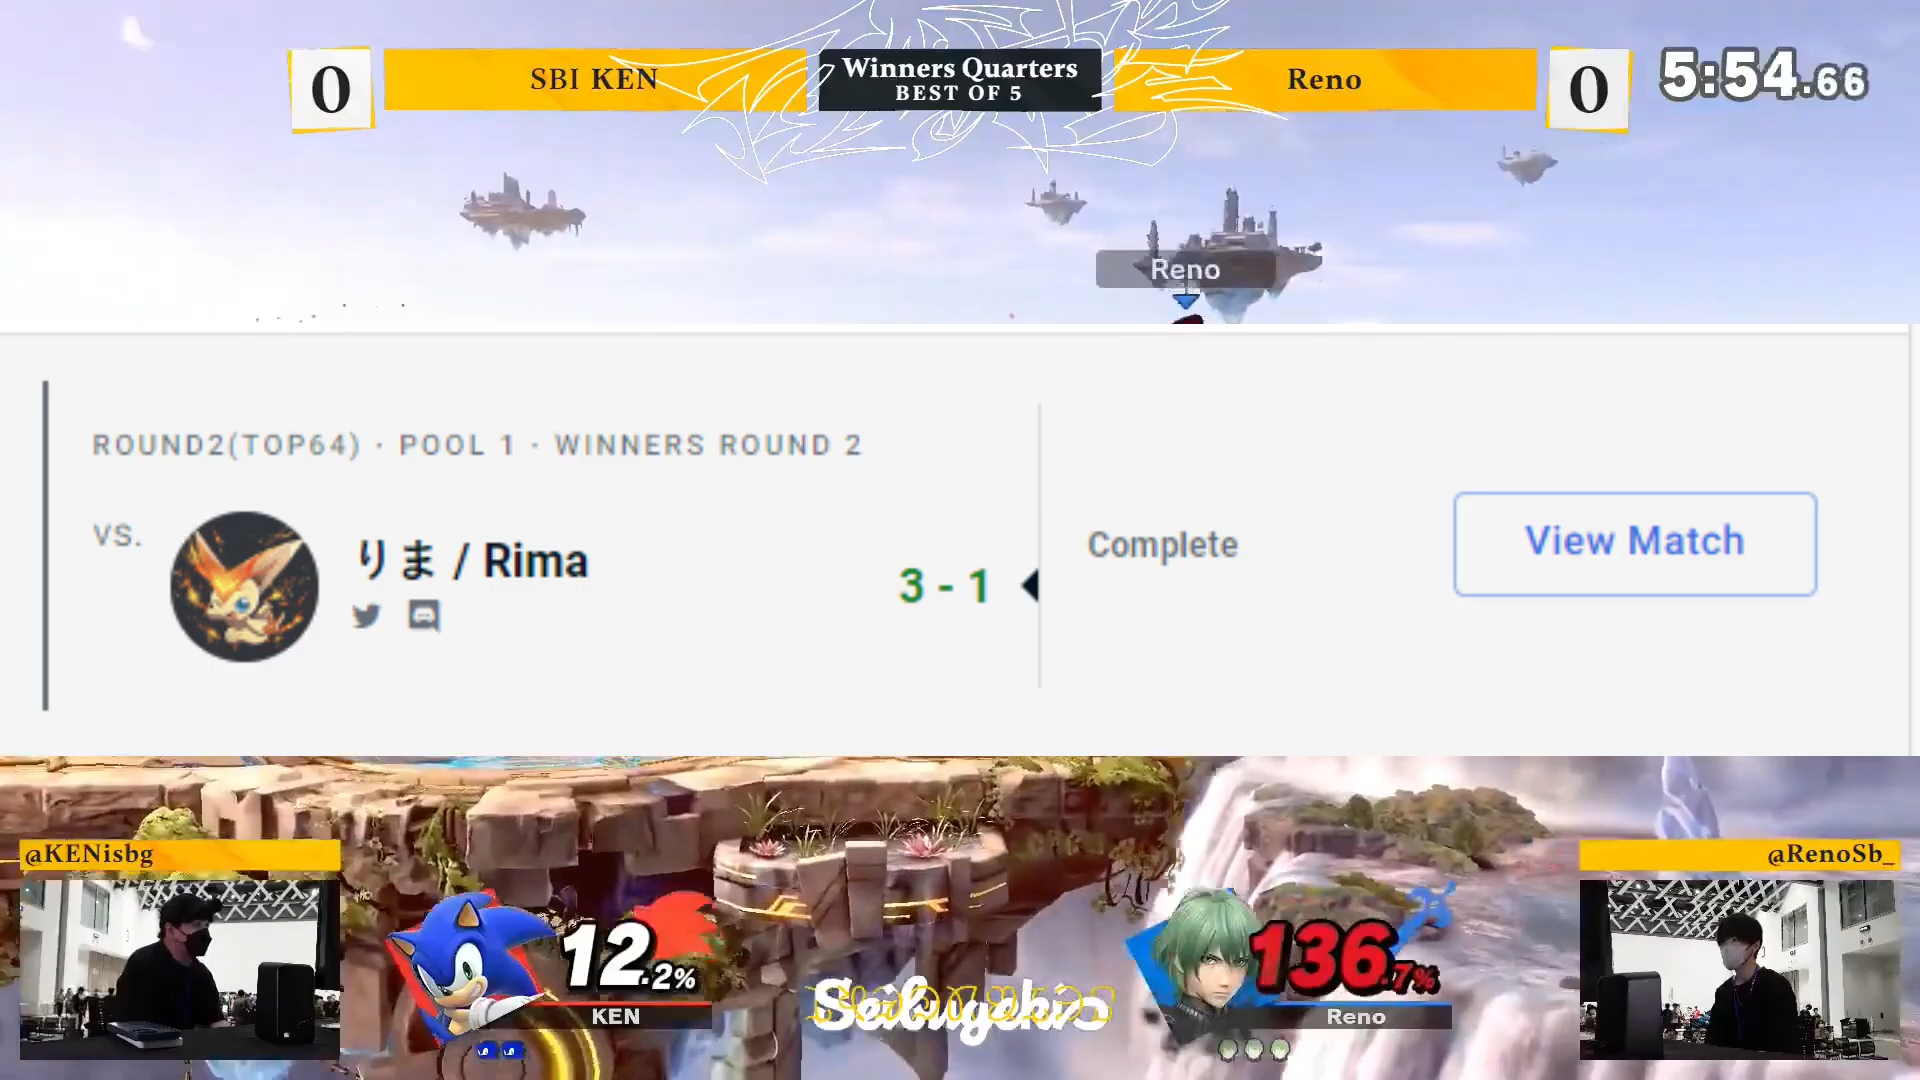 0
SBI KEN
Winners Quarters
BEST OF 5
Reno
0
5:54.66
Reno
ROUND2(TOP64) · POOL 1 · WINNERS ROUND 2
VS.
りま / Rima
3 - 1
Complete
View Match
@KENisbg
@RenoSb_
12.2%
KEN
136.7%
Reno